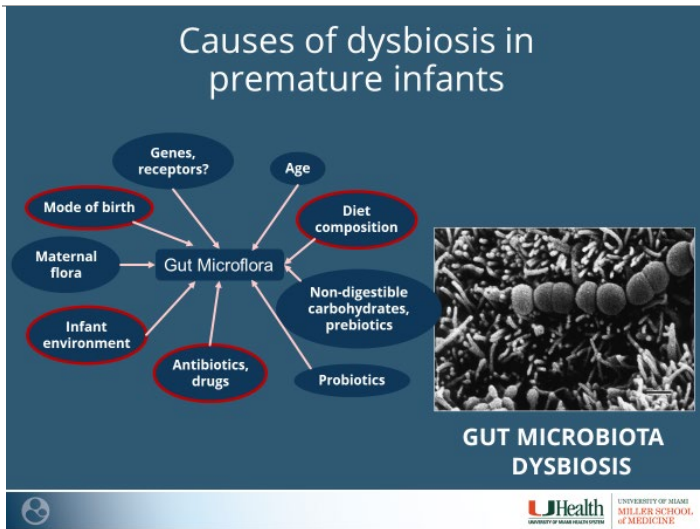 Causes of dysbiosis in
premature infants
Genes,
receptors?
Age
Mode of birth
Diet
composition
Maternal
flora
Gut Microflora
Non-digestible
carbohydrates,
prebiotics
Infant
environment
Antibiotics,
drugs
Probiotics
GUT MICROBIOTA
DYSBIOSIS
UHealth
UNIVERSITY OF MIAMI HEALTH SYSTEM
UNIVERSITY OF MIAMI
MILLER SCHOOL
of MEDICINE